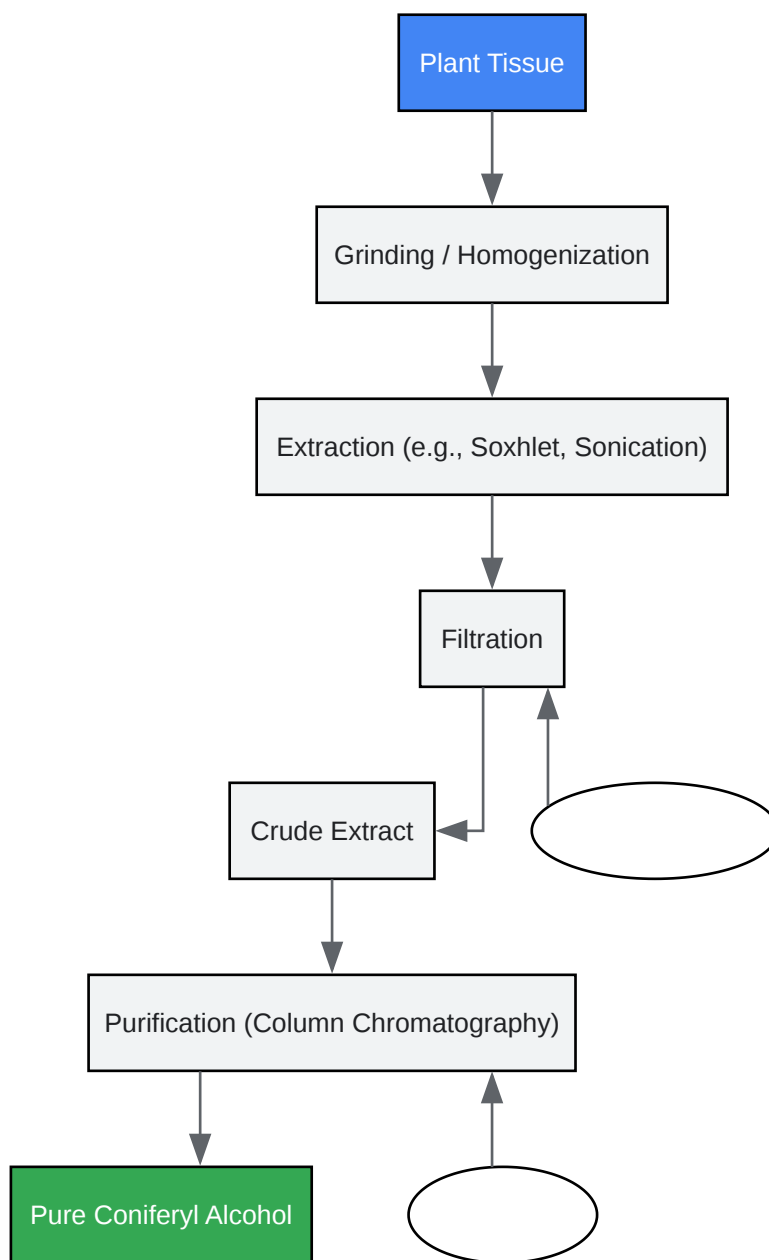 Plant Tissue
Grinding / Homogenization
Extraction (e.g., Soxhlet, Sonication)
Filtration
Crude Extract
Purification (Column Chromatography)
Pure Coniferyl Alcohol